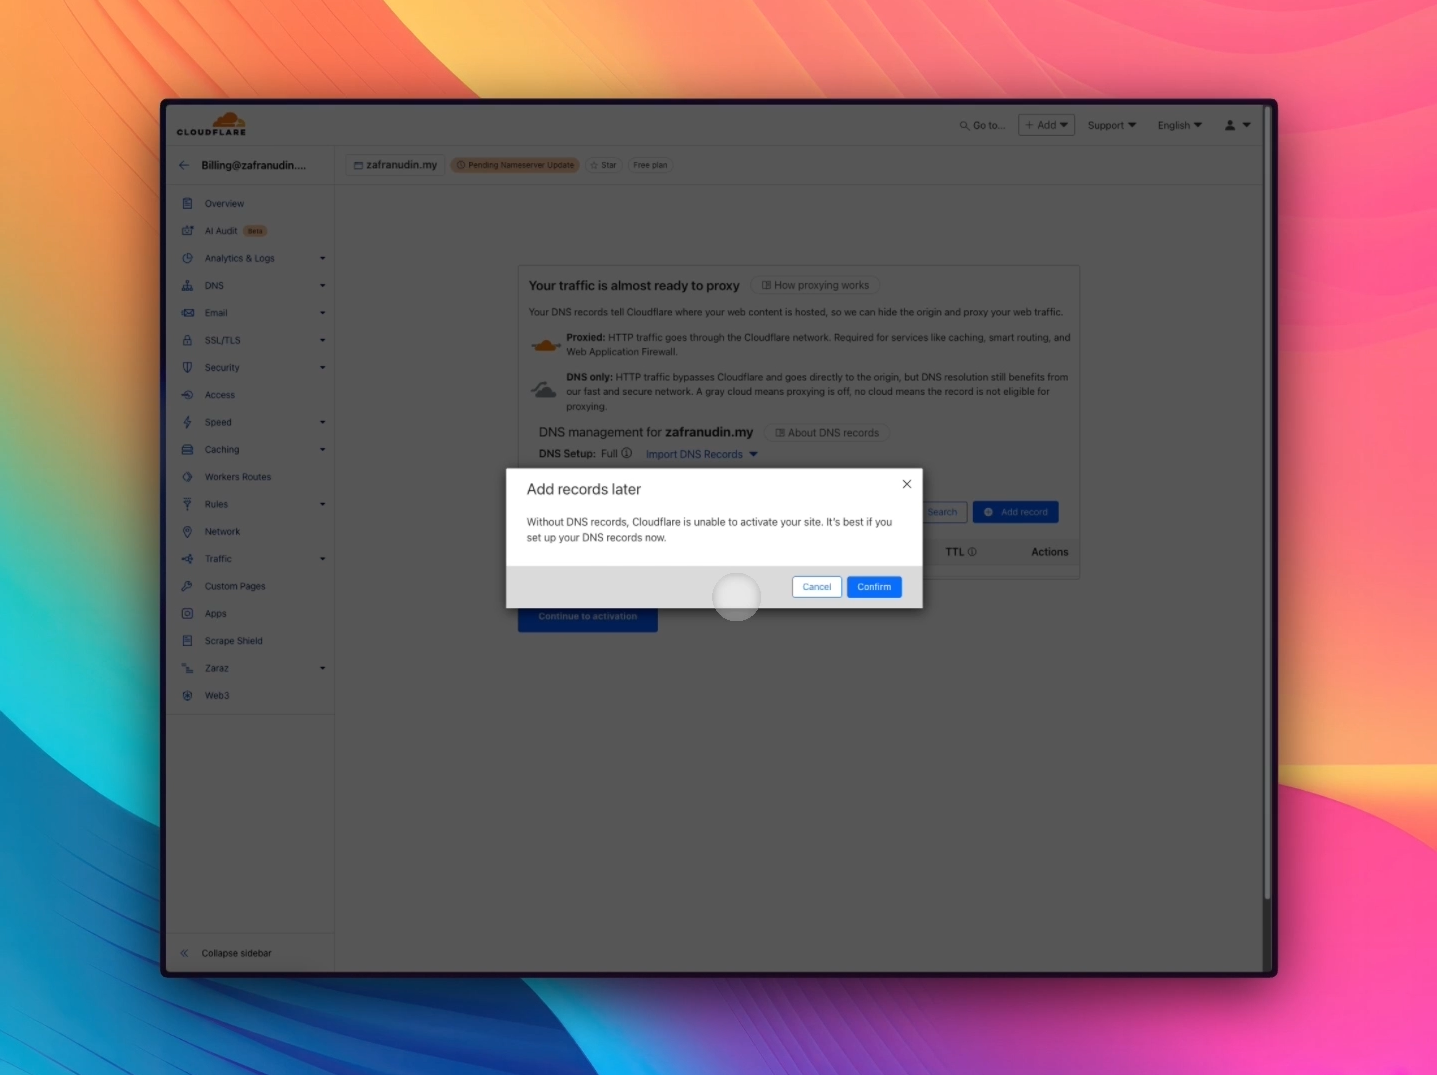 CLOUDFLARE
Go to...
+ Add
Support
English
Billing@zafranudin....
zafranudin.my
Pending Nameserver Update
Star
Free plan
Overview
AI Audit Beta
Analytics & Logs
DNS
Email
SSL/TLS
Security
Access
Speed
Caching
Workers Routes
Rules
Network
Traffic
Custom Pages
Apps
Scrape Shield
Zaraz
Web3
Collapse sidebar
Your traffic is almost ready to proxy
How proxying works
Your DNS records tell Cloudflare where your web content is hosted, so we can hide the origin and proxy your web traffic.
Proxied: HTTP traffic goes through the Cloudflare network. Required for services like caching, smart routing, and
Web Application Firewall.
DNS only: HTTP traffic bypasses Cloudflare and goes directly to the origin, but DNS resolution still benefits from
our fast and secure network. A gray cloud means proxying is off, no cloud means the record is not eligible for
proxying.
DNS management for zafranudin.my
About DNS records
DNS Setup: Full
Import DNS Records
Add records later
Without DNS records, Cloudflare is unable to activate your site. It's best if you
set up your DNS records now.
Cancel
Confirm
Search
Add record
TTL
Actions
Continue to activation